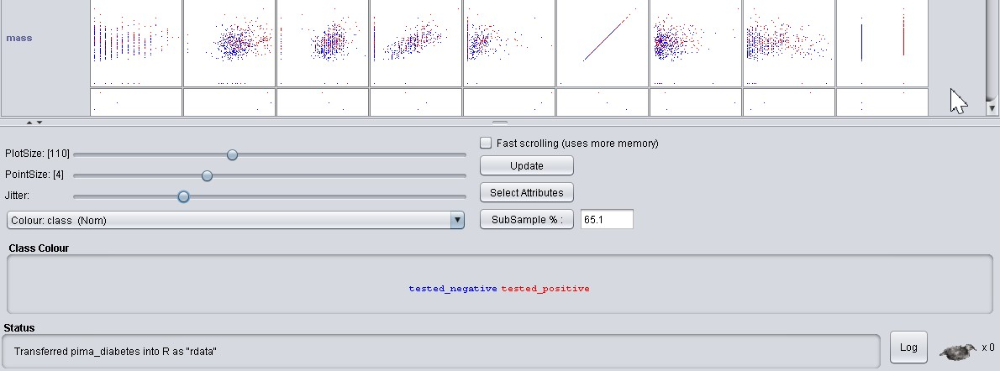 mass
PlotSize: [110]
PointSize: [4]
Jitter:
Colour: class (Nom)
Fast scrolling (uses more memory)
Update
Select Attributes
SubSample % :
65.1
Class Colour
tested_negative tested_positive
Status
Transferred pima_diabetes into R as "rdata"
Log
x 0